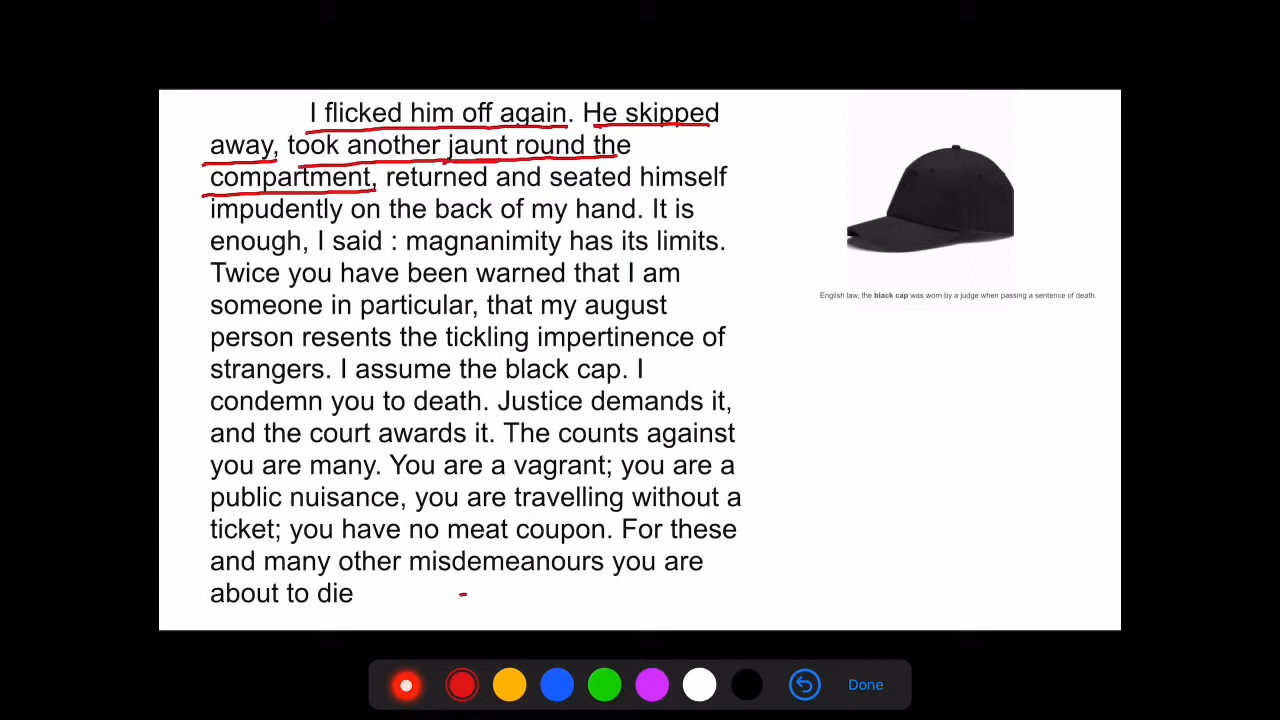 I flicked him off again. He skipped
away, took another jaunt round the
compartment, returned and seated himself
impudently on the back of my hand. It is
enough, I said : magnanimity has its limits.
Twice you have been warned that I am
someone in particular, that my august
person resents the tickling impertinence of
strangers. I assume the black cap. I
condemn you to death. Justice demands it,
and the court awards it. The counts against
you are many. You are a vagrant; you are a
public nuisance, you are travelling without a
ticket; you have no meat coupon. For these
and many other misdemeanours you are
about to die
English law, the black cap was worn by a judge when passing a sentence of death.
Done